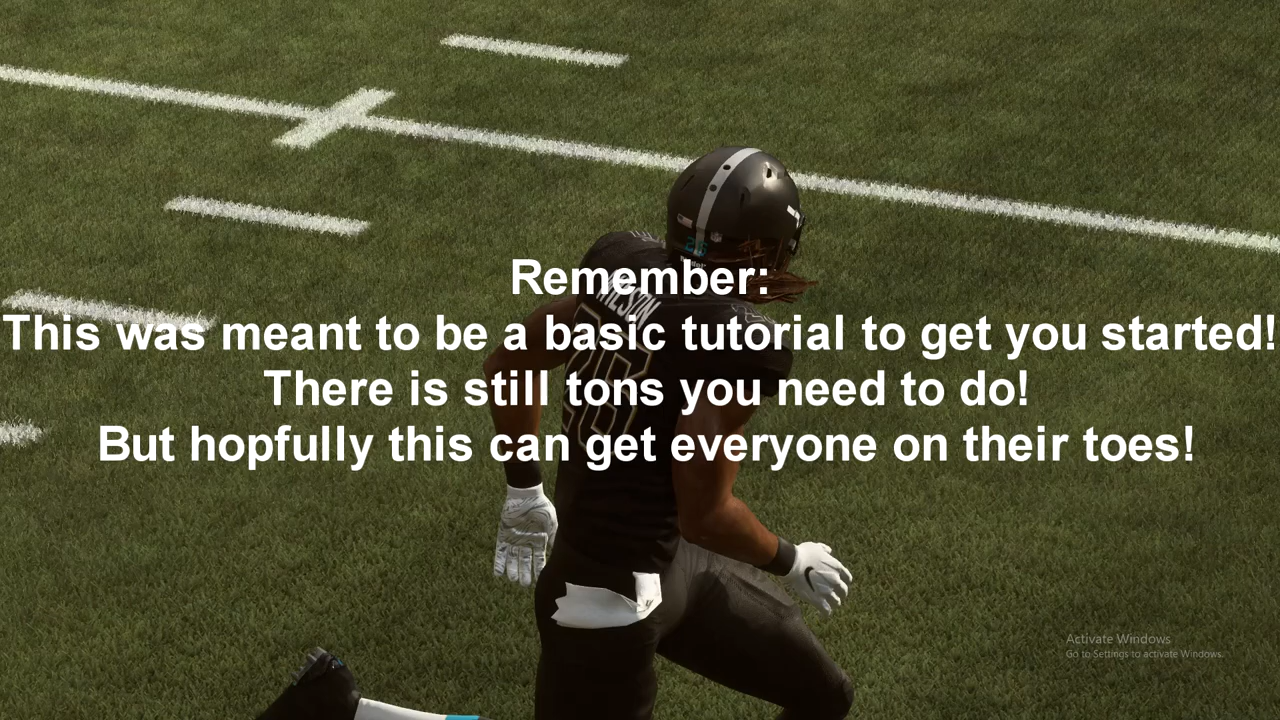 Remember:
This was meant to be a basic tutorial to get you started!
There is still tons you need to do!
But hopfully this can get everyone on their toes!
WILSON
Activate Windows
Go to Settings to activate Windows.